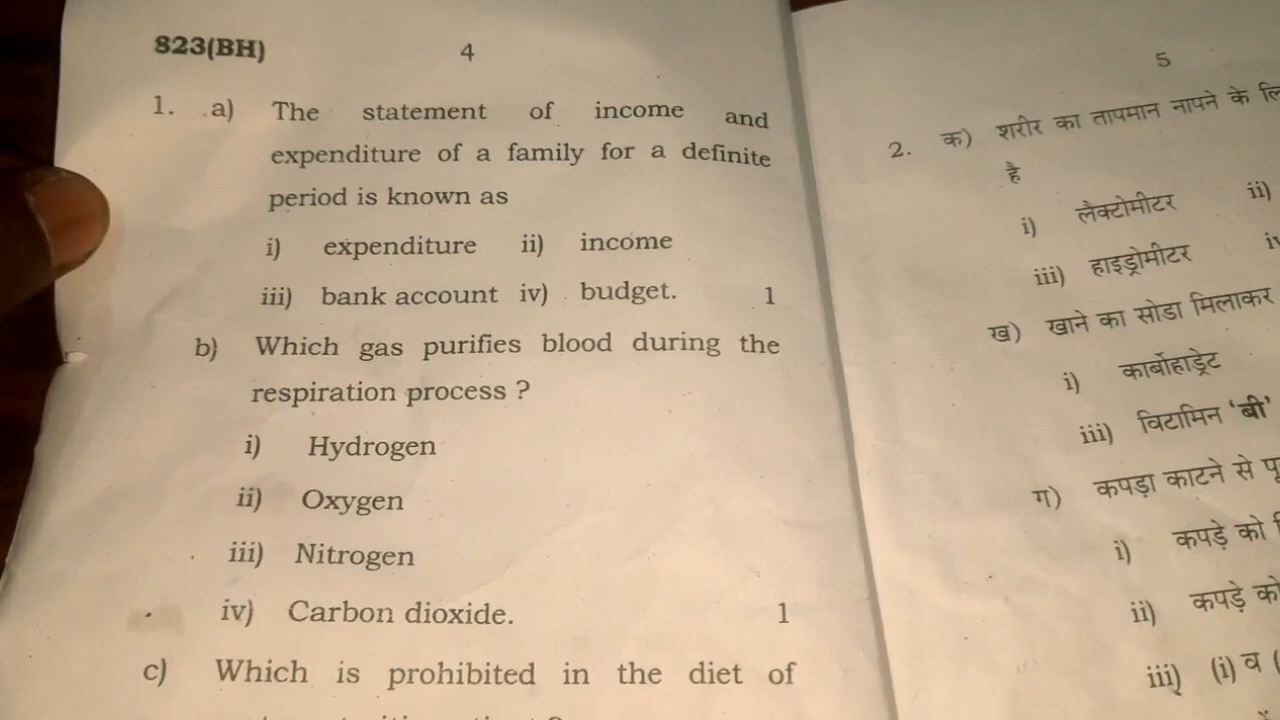 823(BH)
4
1. a) The statement of income and
expenditure of a family for a definite
period is known as
i) expenditure ii) income
iii) bank account iv) budget. 1
b) Which gas purifies blood during the
respiration process ?
i) Hydrogen
ii) Oxygen
iii) Nitrogen
iv) Carbon dioxide. 1
c) Which is prohibited in the diet of
5
2. क) शरीर का तापमान नापने के
है
i) लैक्टोमीटर ii)
iii) हाइड्रोमीटर
ख) खाने का सोडा मिलाकर
i) कार्बोहाड्रेट
iii) विटामिन ‘बी’
ग) कपड़ा काटने से
i) कपड़े को
ii) कपड़े को
iii) (i) व